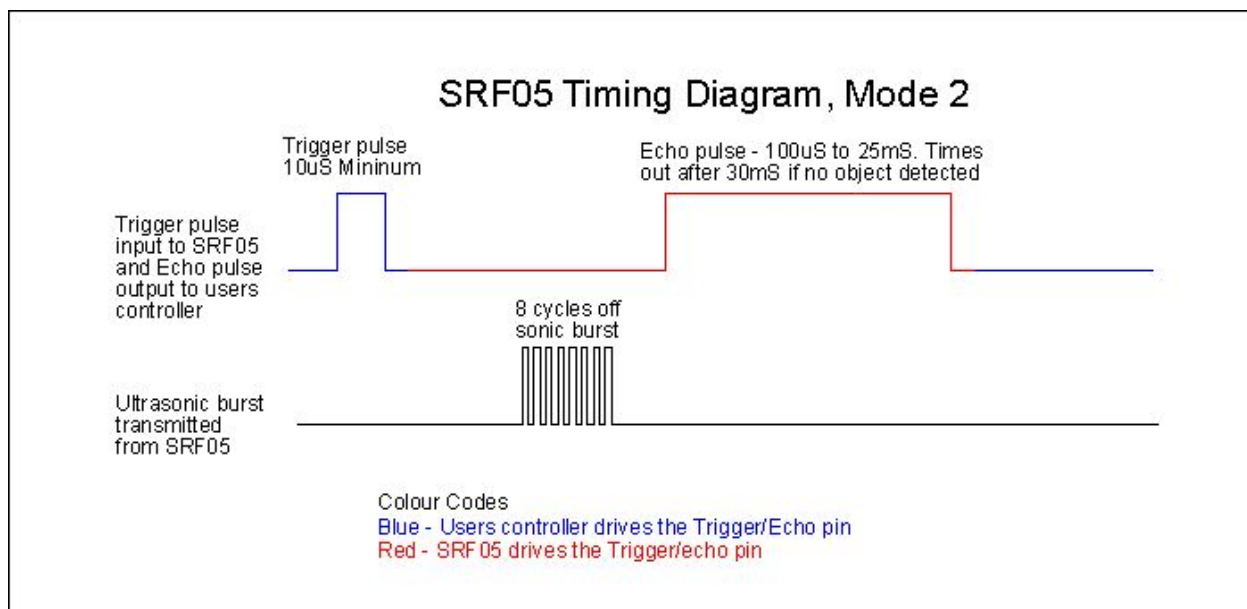 SRF05 Timing Diagram, Mode 2
Trigger pulse
10uS Mininum
Echo pulse - 100uS to 25mS. Times
out after 30mS if no object detected
Trigger pulse
input to SRF05
and Echo pulse
output to users
controller
8 cycles off
sonic burst
Ultrasonic burst
transmitted
from SRF05
Colour Codes
Blue - Users controller drives the Trigger/Echo pin
Red - SRF05 drives the Trigger/echo pin